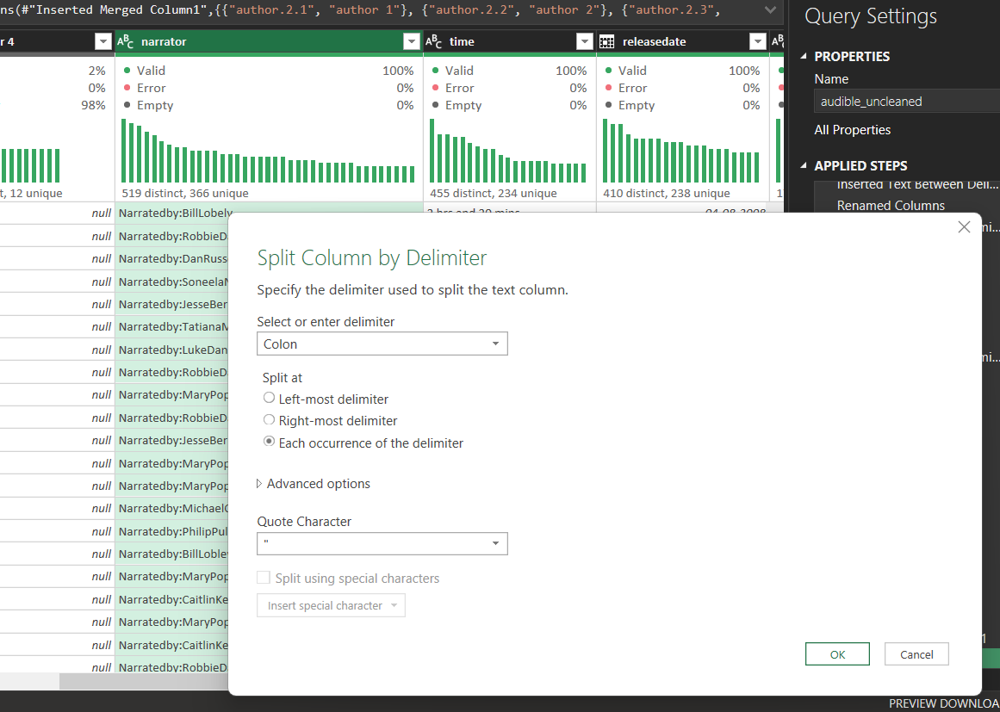 ns(#"Inserted Merged Column1",{{"author.2.1", "author 1"}, {"author.2.2", "author 2"}, {"author.2.3",
Query Settings
r 4
ABC narrator
ABC time
releasedate
ABC
PROPERTIES
Name
audible_uncleaned
All Properties
APPLIED STEPS
Inserted Text Between Deli...
Renamed Columns
mi...
mi...
1
2%
0%
98%
Valid 100%
Error 0%
Empty 0%
Valid 100%
Error 0%
Empty 0%
Valid 100%
Error 0%
Empty 0%
t, 12 unique
519 distinct, 366 unique
455 distinct, 234 unique
410 distinct, 238 unique
1
null Narratedby:BillLobely 2 hrs and 20 mins 04-08-2008
null Narratedby:RobbieD
null Narratedby:DanRuss
null Narratedby:Soneela
null Narratedby:JesseBer
null Narratedby:TatianaM
null Narratedby:LukeDan
null Narratedby:RobbieD
null Narratedby:MaryPop
null Narratedby:RobbieD
null Narratedby:JesseBer
null Narratedby:MaryPop
null Narratedby:MaryPop
null Narratedby:Michael
null Narratedby:PhilipPul
null Narratedby:BillLobley
null Narratedby:MaryPop
null Narratedby:CaitlinKe
null Narratedby:MaryPop
null Narratedby:CaitlinKe
null Narratedby:RobbieD
Split Column by Delimiter
Specify the delimiter used to split the text column.
Select or enter delimiter
Colon
Split at
Left-most delimiter
Right-most delimiter
Each occurrence of the delimiter
Advanced options
Quote Character
"
Split using special characters
Insert special character
OK
Cancel
PREVIEW DOWNLOA